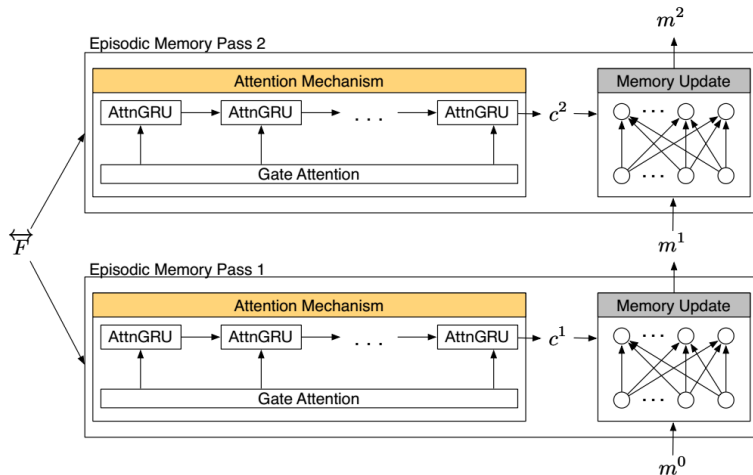 m²
Episodic Memory Pass 2
Attention Mechanism
Memory Update
AttnGRU AttnGRU . . . AttnGRU c² ...
Gate Attention ...
F⃡
m¹
Episodic Memory Pass 1
Attention Mechanism
Memory Update
AttnGRU AttnGRU . . . AttnGRU c¹ ...
Gate Attention ...
m⁰